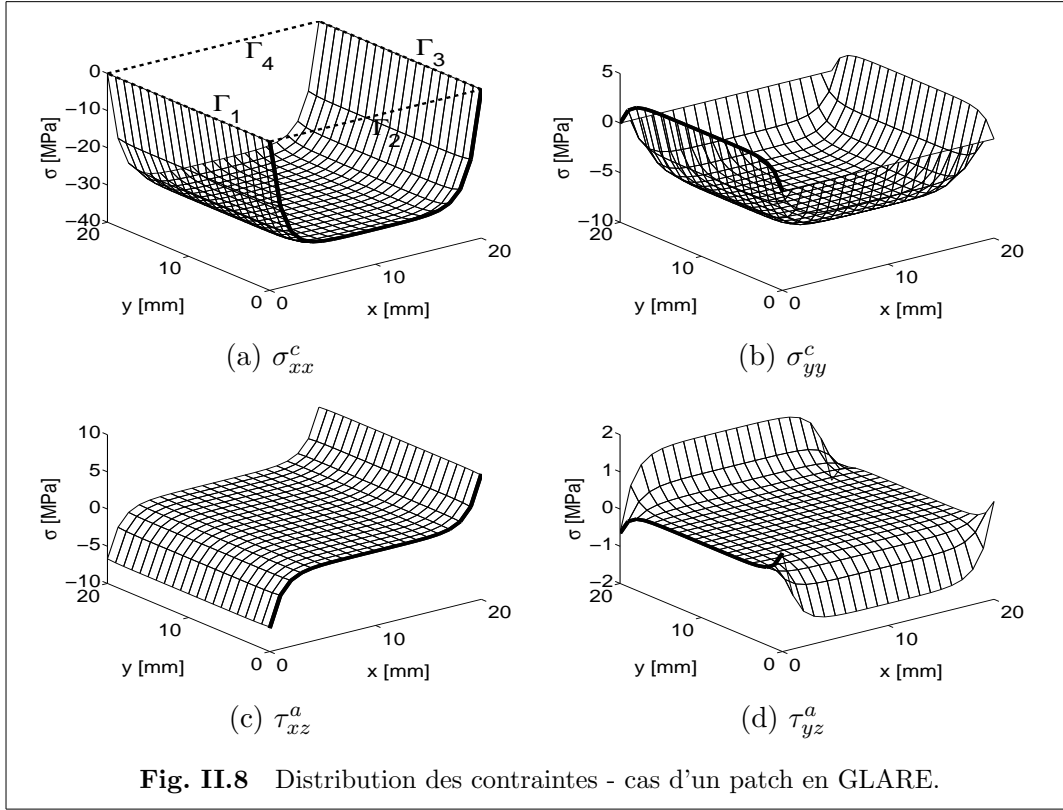 Γ4
Γ3
Γ1
Γ2
0
−10
−20
−30
−40
σ [MPa]
20
10
0
y [mm]
0
10
20
x [mm]
(a) σ^c_xx
5
0
−5
−10
σ [MPa]
20
10
0
y [mm]
0
10
20
x [mm]
(b) σ^c_yy
10
5
0
−5
−10
σ [MPa]
20
10
0
y [mm]
0
10
20
x [mm]
(c) τ^a_xz
2
1
0
−1
−2
σ [MPa]
20
10
0
y [mm]
0
10
20
x [mm]
(d) τ^a_yz
Fig. II.8 Distribution des contraintes - cas d'un patch en GLARE.